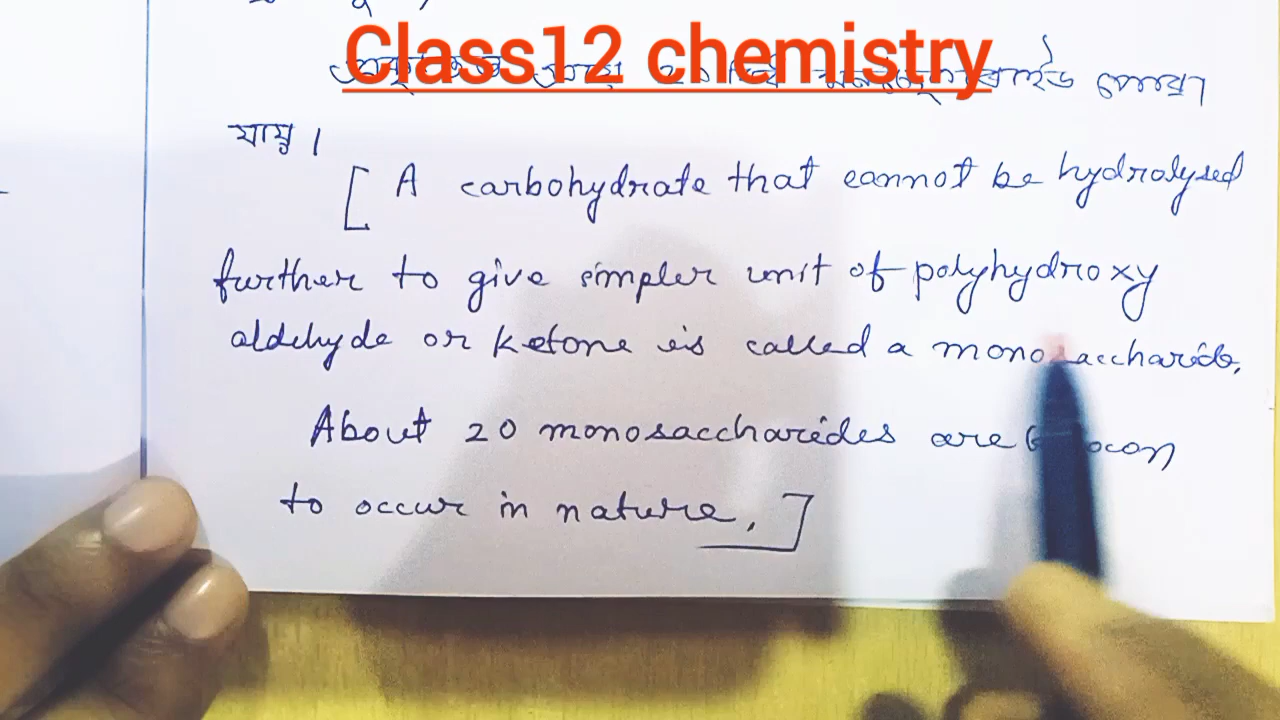 Class12 chemistry
পাওয়া
যায় ।
[ A carbohydrate that cannot be hydrolysed
further to give simpler unit of polyhydroxy
aldehyde or ketone is called a monosaccharide.
About 20 monosaccharides are
to occur in nature. ]